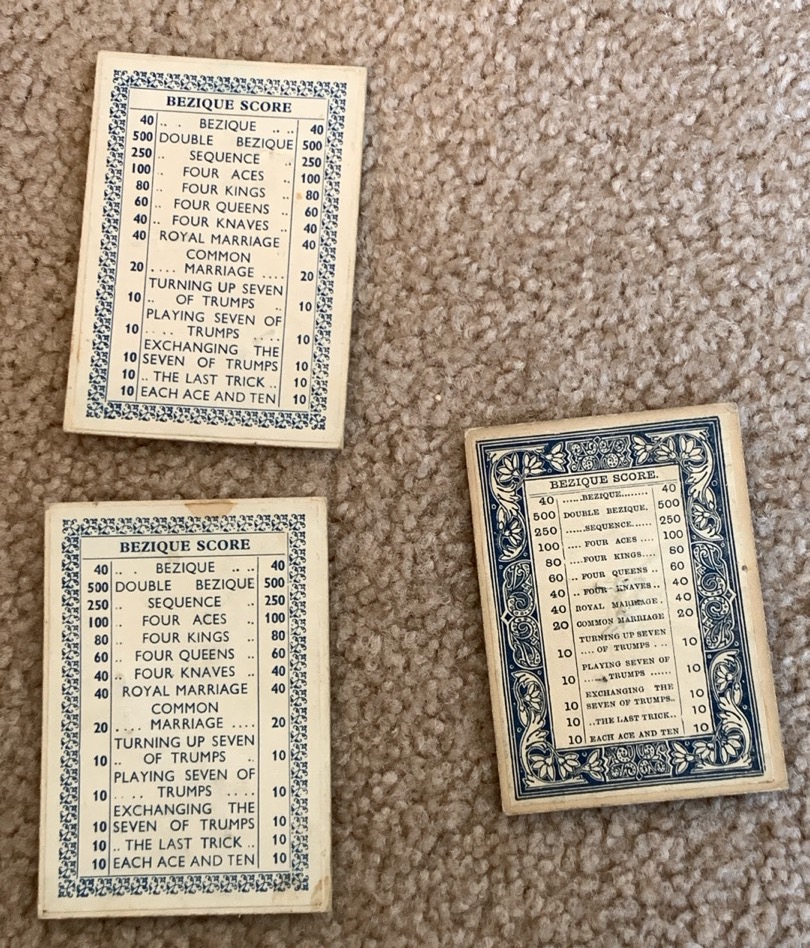 BEZIQUE SCORE
40 .. . BEZIQUE .. .. 40
500 DOUBLE BEZIQUE 500
250 .. SEQUENCE .. 250
100 .. FOUR ACES .. 100
80 .. FOUR KINGS .. 80
60 .. FOUR QUEENS .. 60
40 .. FOUR KNAVES .. 40
40 ROYAL MARRIAGE 40
COMMON
20 .... MARRIAGE .... 20
TURNING UP SEVEN
10 .. OF TRUMPS .. 10
PLAYING SEVEN OF
10 .... TRUMPS .... 10
EXCHANGING THE
10 SEVEN OF TRUMPS 10
10 .. THE LAST TRICK .. 10
10 EACH ACE AND TEN 10
BEZIQUE SCORE
40 .. . BEZIQUE .. .. 40
500 DOUBLE BEZIQUE 500
250 .. SEQUENCE .. 250
100 .. FOUR ACES .. 100
80 .. FOUR KINGS .. 80
60 .. FOUR QUEENS .. 60
40 .. FOUR KNAVES .. 40
40 ROYAL MARRIAGE 40
COMMON
20 .... MARRIAGE .... 20
TURNING UP SEVEN
10 .. OF TRUMPS .. 10
PLAYING SEVEN OF
10 .... TRUMPS .... 10
EXCHANGING THE
10 SEVEN OF TRUMPS 10
10 .. THE LAST TRICK .. 10
10 EACH ACE AND TEN 10
BEZIQUE SCORE.
40 ......BEZIQUE........ 40
500 DOUBLE BEZIQUE. 500
250 ......SEQUENCE...... 250
100 .... FOUR ACES .... 100
80 ....FOUR KINGS.... 80
60 .. FOUR QUEENS .. 60
40 .. FOUR KNAVES .. 40
40 ROYAL MARRIAGE. 40
20 COMMON MARRIAGE 20
TURNING UP SEVEN
10 .... OF TRUMPS . . 10
PLAYING SEVEN OF
10 ......TRUMPS ...... 10
EXCHANGING THE
10 SEVEN OF TRUMPS.. 10
10 ..THE LAST TRICK.. 10
10 EACH ACE AND TEN 10